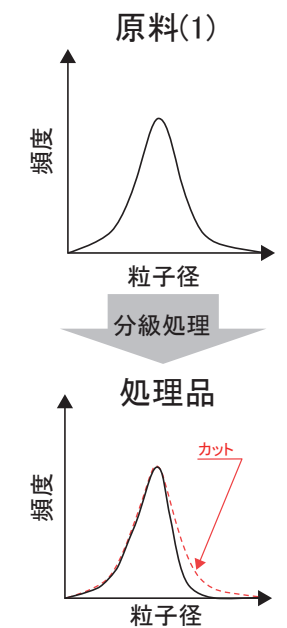 原料(1)
頻度
粒子径
分級処理
処理品
カット
頻度
粒子径